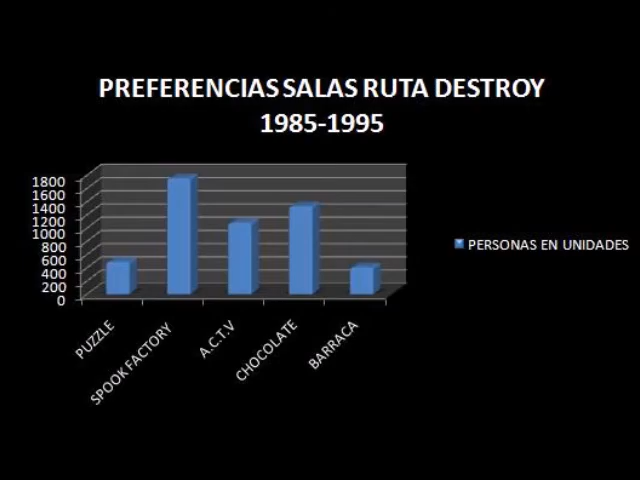 PREFERENCIAS SALAS RUTA DESTROY
1985-1995
1800
1600
1400
1200
1000
800
600
400
200
0
PUZZLE
SPOOK FACTORY
A.C.T.V
CHOCOLATE
BARRACA
PERSONAS EN UNIDADES